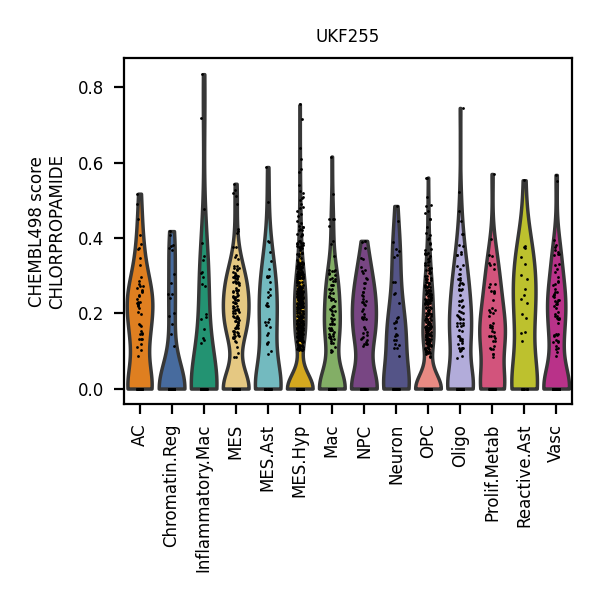 UKF255
CHEMBL498 score
CHLORPROPAMIDE
0.8
0.6
0.4
0.2
0.0
AC
Chromatin.Reg
Inflammatory.Mac
MES
MES.Ast
MES.Hyp
Mac
NPC
Neuron
OPC
Oligo
Prolif.Metab
Reactive.Ast
Vasc